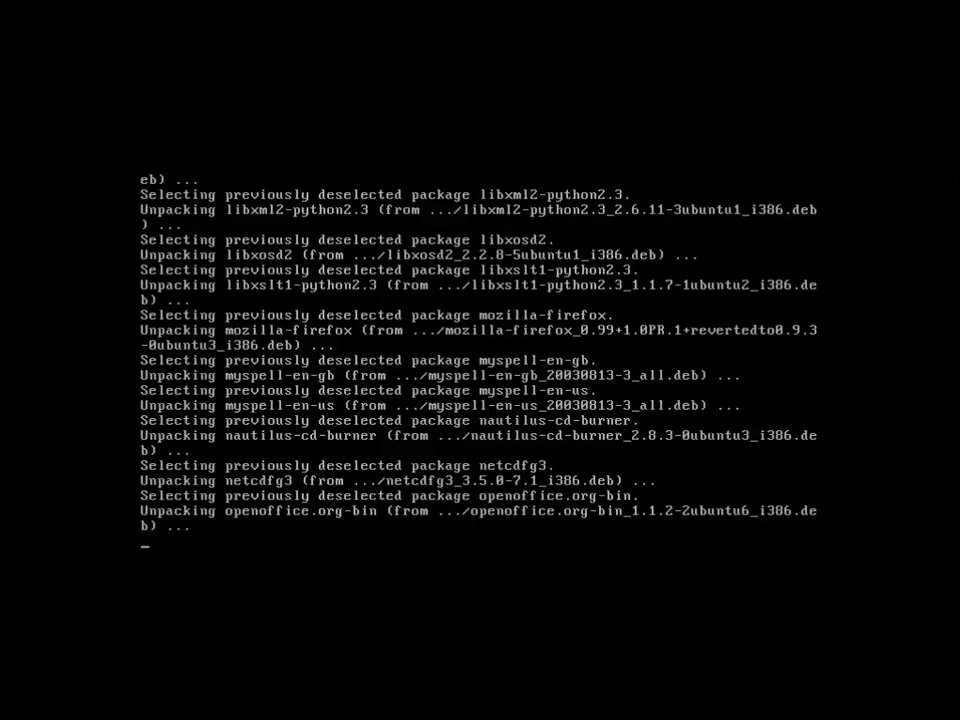 eb) ...
Selecting previously deselected package libxml2-python2.3.
Unpacking libxml2-python2.3 (from .../libxml2-python2.3_2.6.11-3ubuntu1_i386.deb
) ...
Selecting previously deselected package libxosd2.
Unpacking libxosd2 (from .../libxosd2_2.2.8-5ubuntu1_i386.deb) ...
Selecting previously deselected package libxslt1-python2.3.
Unpacking libxslt1-python2.3 (from .../libxslt1-python2.3_1.1.7-1ubuntu2_i386.de
b) ...
Selecting previously deselected package mozilla-firefox.
Unpacking mozilla-firefox (from .../mozilla-firefox_0.99+1.0PR.1+revertedto0.9.3
-0ubuntu3_i386.deb) ...
Selecting previously deselected package myspell-en-gb.
Unpacking myspell-en-gb (from .../myspell-en-gb_20030813-3_all.deb) ...
Selecting previously deselected package myspell-en-us.
Unpacking myspell-en-us (from .../myspell-en-us_20030813-3_all.deb) ...
Selecting previously deselected package nautilus-cd-burner.
Unpacking nautilus-cd-burner (from .../nautilus-cd-burner_2.8.3-0ubuntu3_i386.de
b) ...
Selecting previously deselected package netcdfg3.
Unpacking netcdfg3 (from .../netcdfg3_3.5.0-7.1_i386.deb) ...
Selecting previously deselected package openoffice.org-bin.
Unpacking openoffice.org-bin (from .../openoffice.org-bin_1.1.2-2ubuntu6_i386.de
b) ...